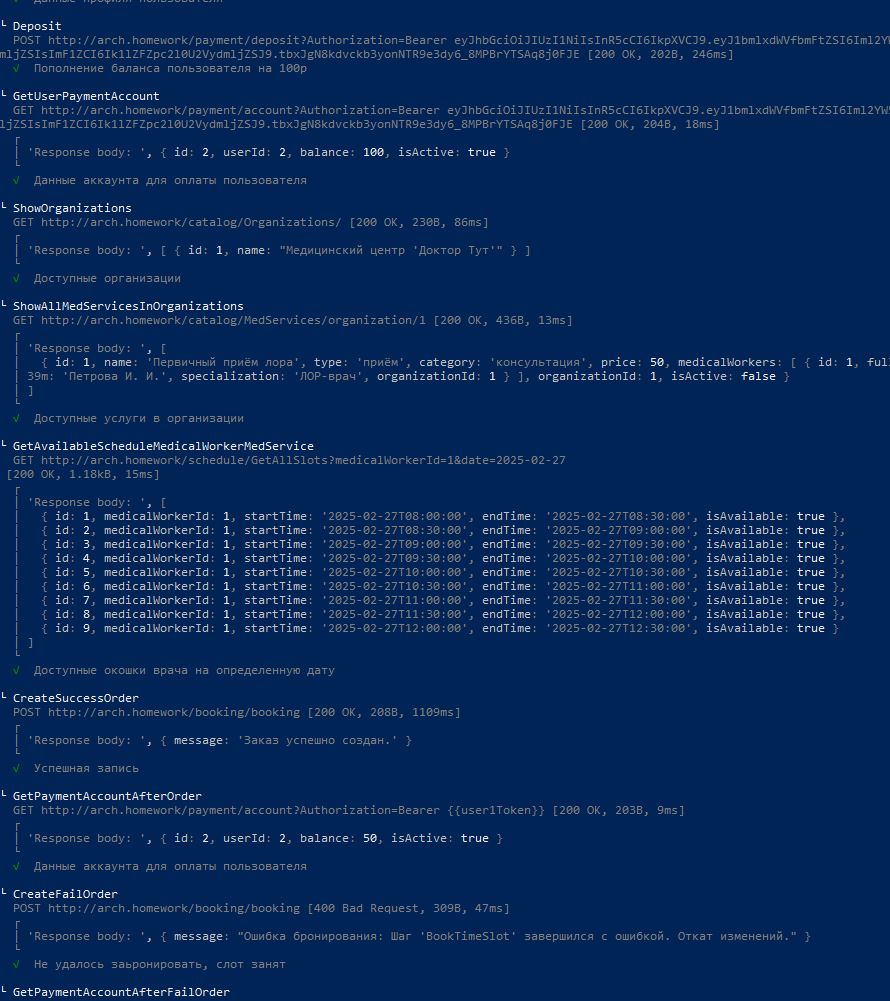 Данные профиля пользователя
└ Deposit
POST http://arch.homework/payment/deposit?Authorization=Bearer
[200 OK, 202B, 246ms]
√ Пополнение баланса пользователя на 100р
└ GetUserPaymentAccount
GET http://arch.homework/payment/account?Authorization=Bearer
[200 OK, 204B, 18ms]
│ 'Response body: ', { id: 2, userId: 2, balance: 100, isActive: true }
√ Данные аккаунта для оплаты пользователя
└ ShowOrganizations
GET http://arch.homework/catalog/Organizations/ [200 OK, 230B, 86ms]
│ 'Response body: ', [ { id: 1, name: "Медицинский центр 'Доктор Тут'" } ]
√ Доступные организации
└ ShowAllMedServicesInOrganizations
GET http://arch.homework/catalog/MedServices/organization/1 [200 OK, 436B, 13ms]
│ 'Response body: ', [
│ { id: 1, name: 'Первичный приём лора', type: 'приём', category: 'консультация', price: 50, medicalWorkers: [ { id: 1, ful
│ 39m: 'Петрова И. И.', specialization: 'ЛОР-врач', organizationId: 1 } ], organizationId: 1, isActive: false }
│ ]
√ Доступные услуги в организации
└ GetAvailableScheduleMedicalWorkerMedService
GET http://arch.homework/schedule/GetAllSlots?medicalWorkerId=1&date=2025-02-27
[200 OK, 1.18kB, 15ms]
│ 'Response body: ', [
│ { id: 1, medicalWorkerId: 1, startTime: '2025-02-27T08:00:00', endTime: '2025-02-27T08:30:00', isAvailable: true },
│ { id: 2, medicalWorkerId: 1, startTime: '2025-02-27T08:30:00', endTime: '2025-02-27T09:00:00', isAvailable: true },
│ { id: 3, medicalWorkerId: 1, startTime: '2025-02-27T09:00:00', endTime: '2025-02-27T09:30:00', isAvailable: true },
│ { id: 4, medicalWorkerId: 1, startTime: '2025-02-27T09:30:00', endTime: '2025-02-27T10:00:00', isAvailable: true },
│ { id: 5, medicalWorkerId: 1, startTime: '2025-02-27T10:00:00', endTime: '2025-02-27T10:30:00', isAvailable: true },
│ { id: 6, medicalWorkerId: 1, startTime: '2025-02-27T10:30:00', endTime: '2025-02-27T11:00:00', isAvailable: true },
│ { id: 7, medicalWorkerId: 1, startTime: '2025-02-27T11:00:00', endTime: '2025-02-27T11:30:00', isAvailable: true },
│ { id: 8, medicalWorkerId: 1, startTime: '2025-02-27T11:30:00', endTime: '2025-02-27T12:00:00', isAvailable: true },
│ { id: 9, medicalWorkerId: 1, startTime: '2025-02-27T12:00:00', endTime: '2025-02-27T12:30:00', isAvailable: true }
│ ]
√ Доступные окошки врача на определенную дату
└ CreateSuccessOrder
POST http://arch.homework/booking/booking [200 OK, 208B, 1109ms]
│ 'Response body: ', { message: 'Заказ успешно создан.' }
√ Успешная запись
└ GetPaymentAccountAfterOrder
GET http://arch.homework/payment/account?Authorization=Bearer {{user1Token}} [200 OK, 203B, 9ms]
│ 'Response body: ', { id: 2, userId: 2, balance: 50, isActive: true }
√ Данные аккаунта для оплаты пользователя
└ CreateFailOrder
POST http://arch.homework/booking/booking [400 Bad Request, 309B, 47ms]
│ 'Response body: ', { message: "Ошибка бронирования: Шаг 'BookTimeSlot' завершился с ошибкой. Откат изменений." }
√ Не удалось заьронировать, слот занят
└ GetPaymentAccountAfterFailOrder